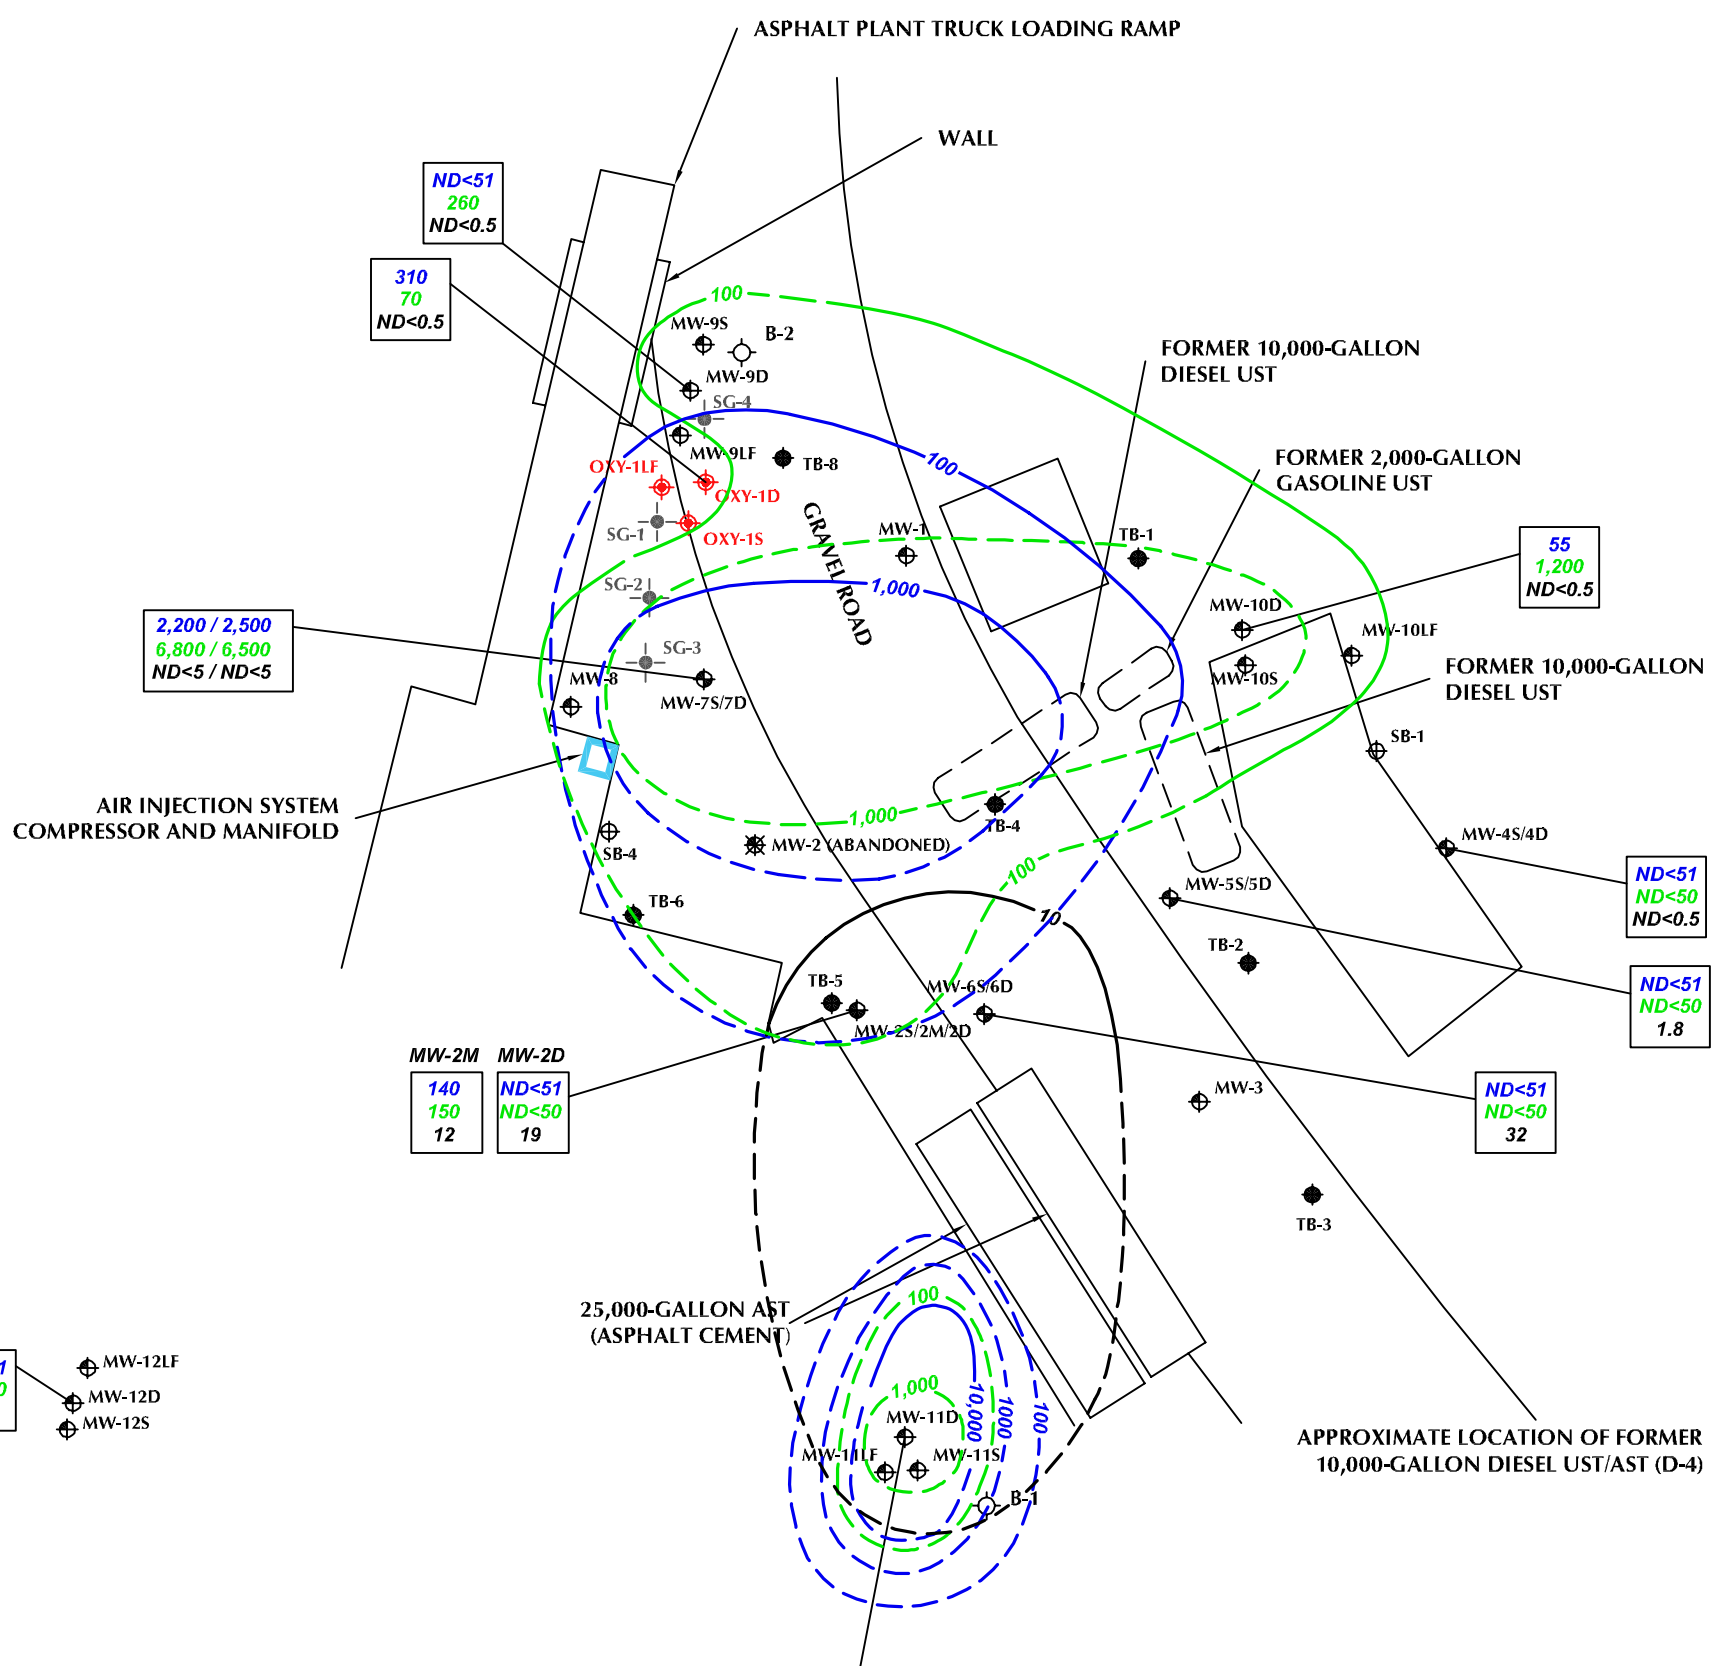 ASPHALT PLANT TRUCK LOADING RAMP
WALL
ND<51
260
ND<0.5
310
70
ND<0.5
100
MW-9S
B-2
MW-9D
SG-4
MW-9LF
TB-8
OXY-1LF
OXY-1D
SG-1
OXY-1S
FORMER 10,000-GALLON
DIESEL UST
100
FORMER 2,000-GALLON
GASOLINE UST
GRAVEL ROAD
MW-1
TB-1
55
1,200
ND<0.5
SG-2
1,000
MW-10D
MW-10LF
2,200 / 2,500
6,800 / 6,500
ND<5 / ND<5
SG-3
MW-8
MW-7S/7D
MW-10S
FORMER 10,000-GALLON
DIESEL UST
SB-1
AIR INJECTION SYSTEM
COMPRESSOR AND MANIFOLD
1,000
TB-4
SB-4
MW-2 (ABANDONED)
MW-4S/4D
100
MW-5S/5D
ND<51
ND<50
ND<0.5
TB-6
10
TB-2
TB-5
MW-6S/6D
MW-2S/2M/2D
ND<51
ND<50
1.8
MW-2M
MW-2D
140
150
12
ND<51
ND<50
19
MW-3
ND<51
ND<50
32
TB-3
25,000-GALLON AST
(ASPHALT CEMENT)
100
1,000
10,000
1000
100
MW-11D
MW-11LF
MW-11S
B-1
MW-12LF
MW-12D
MW-12S
APPROXIMATE LOCATION OF FORMER
10,000-GALLON DIESEL UST/AST (D-4)